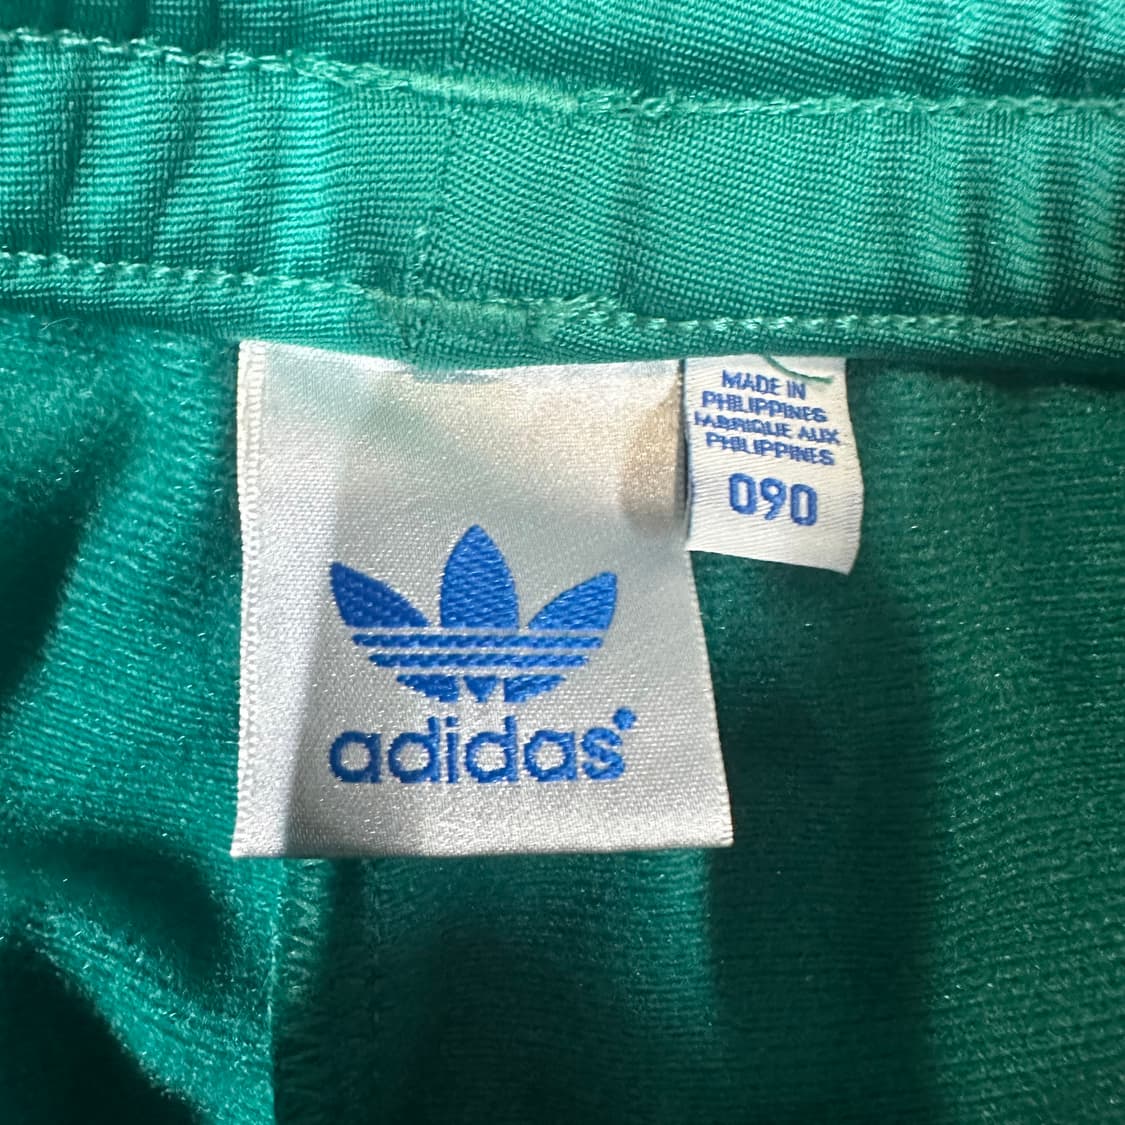 MADE IN
PHILIPPINES
FABRIQUE AUX
PHILIPPINES
090
adidas